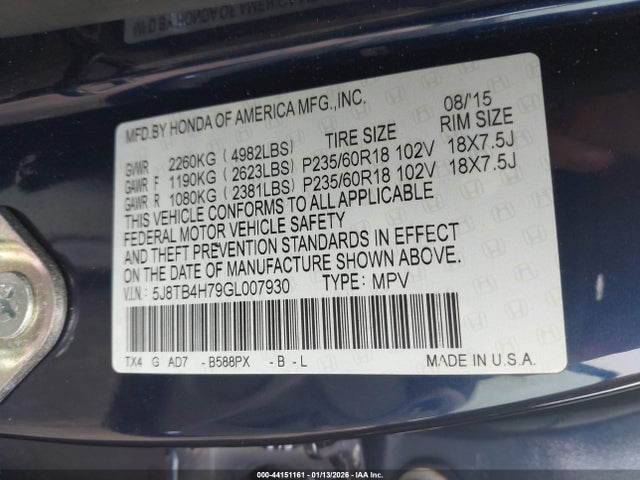 MFD.BY HONDA OF AMERICA MFG.,INC. 08/'15
TIRE SIZE RIM SIZE
GVWR 2260KG ( 4982LBS)
GAWR F 1190KG ( 2623LBS) P235/60R18 102V 18X7.5J
GAWR R 1080KG ( 2381LBS) P235/60R18 102V 18X7.5J
THIS VEHICLE CONFORMS TO ALL APPLICABLE
FEDERAL MOTOR VEHICLE SAFETY
AND THEFT PREVENTION STANDARDS IN EFFECT
ON THE DATE OF MANUFACTURE SHOWN ABOVE.
V.I.N.: 5J8TB4H79GL007930 TYPE: MPV
TX4 G AD7 - B588PX - B - L MADE IN U.S.A.
000-44151161 - 01/13/2026 - IAA Inc.